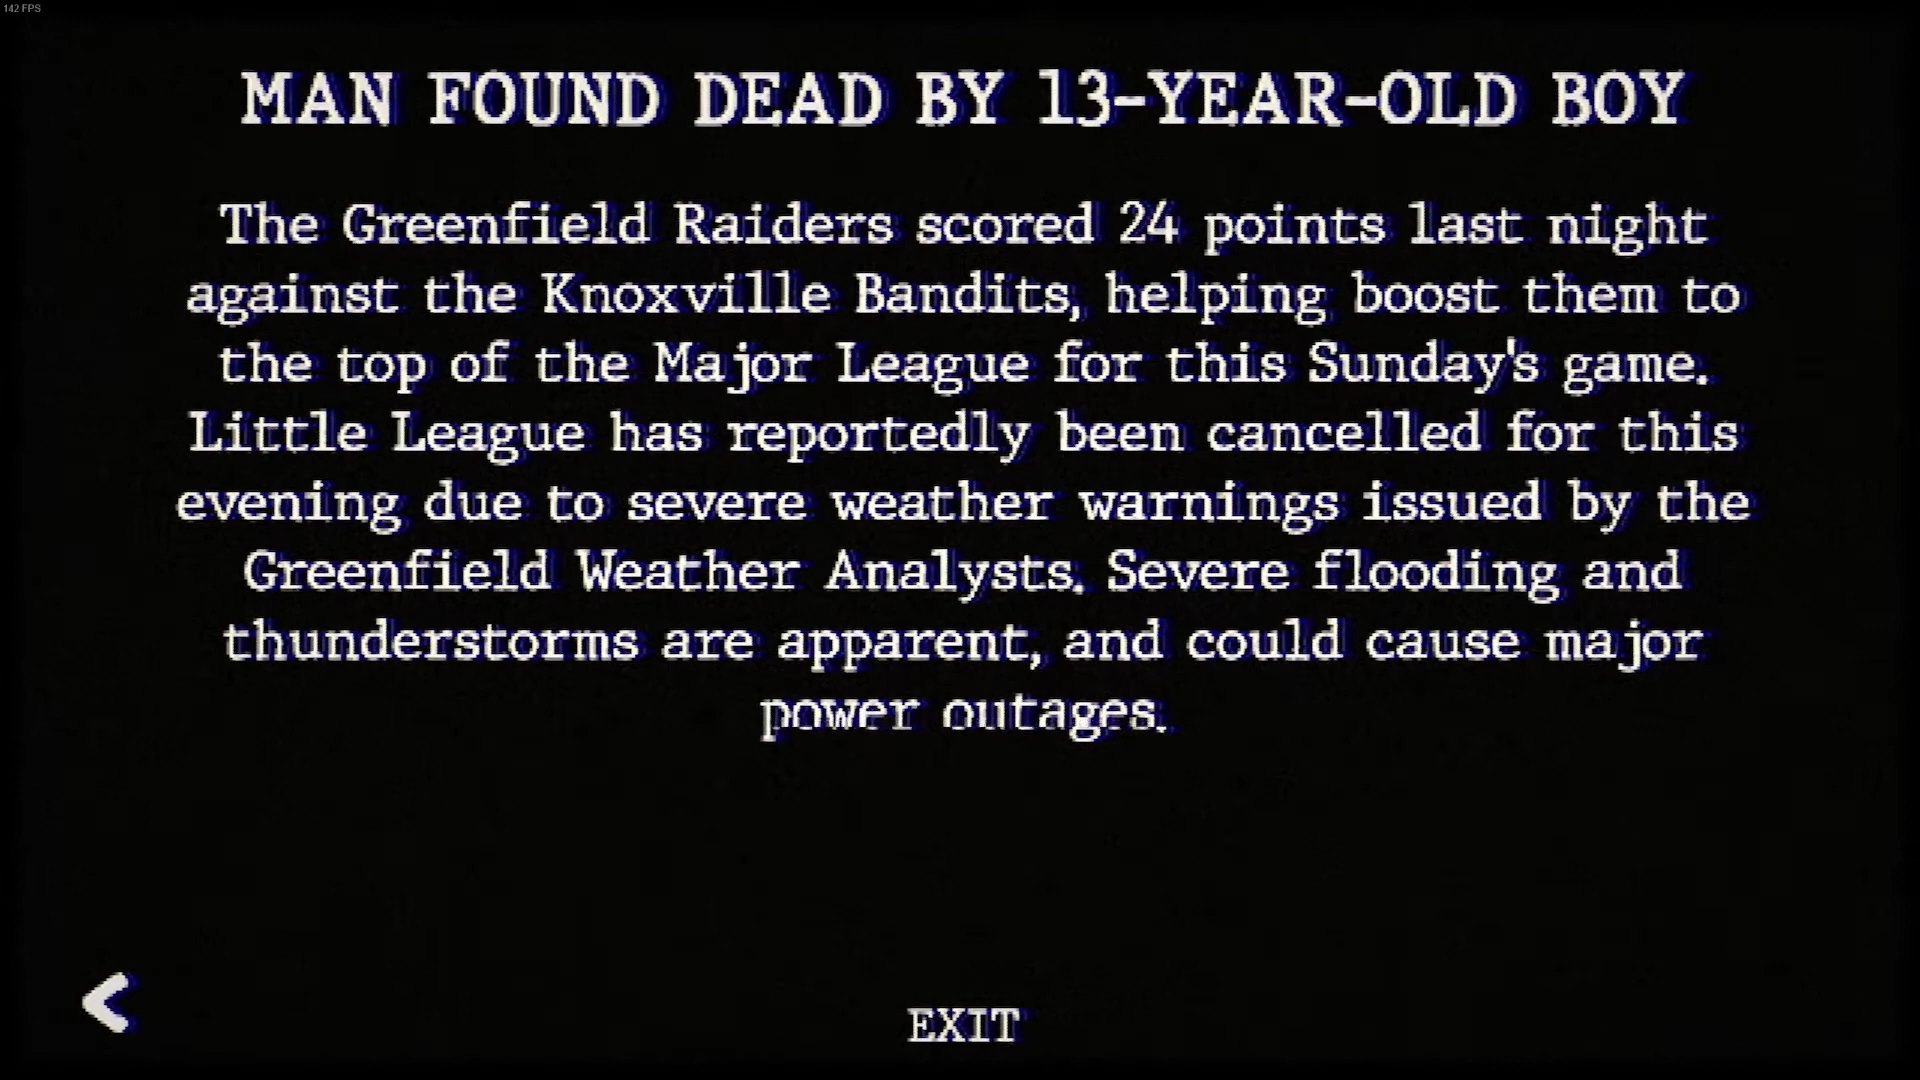 142 FPS
MAN FOUND DEAD BY 13-YEAR-OLD BOY
The Greenfield Raiders scored 24 points last night
against the Knoxville Bandits, helping boost them to
the top of the Major League for this Sunday's game.
Little League has reportedly been cancelled for this
evening due to severe weather warnings issued by the
Greenfield Weather Analysts. Severe flooding and
thunderstorms are apparent, and could cause major
power outages.
<
EXIT